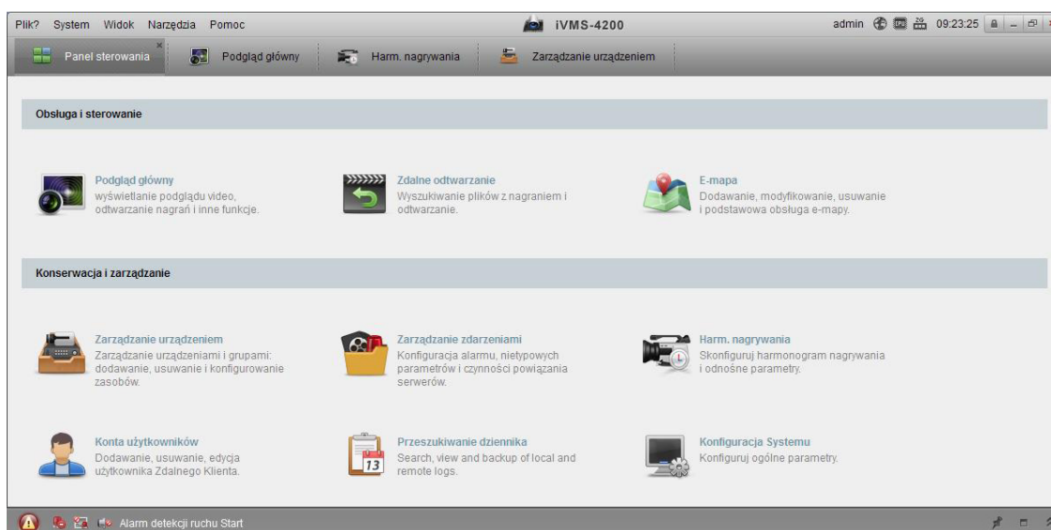 Plik? System Widok Narzędzia Pomoc
iVMS-4200
admin
09:23:25
Panel sterowania
Podgląd główny
Harm. nagrywania
Zarządzanie urządzeniem
Obsługa i sterowanie
Podgląd główny
wyświetlanie podglądu video,
odtwarzanie nagrań i inne funkcje.
Zdalne odtwarzanie
Wyszukiwanie plików z nagraniem i
odtwarzanie.
E-mapa
Dodawanie, modyfikowanie, usuwanie
i podstawowa obsługa e-mapy.
Konserwacja i zarządzanie
Zarządzanie urządzeniem
Zarządzanie urządzeniami i grupami:
dodawanie, usuwanie i konfigurowanie
zasobów.
Zarządzanie zdarzeniami
Konfiguracja alarmu, nietypowych
parametrów i czynności powiązania
serwerów.
Harm. nagrywania
Skonfiguruj harmonogram nagrywania
i odnośne parametry.
Konta użytkowników
Dodawanie, usuwanie, edycja
użytkownika Zdalnego Klienta.
13
Przeszukiwanie dziennika
Search, view and backup of local and
remote logs.
Konfiguracja Systemu
Konfiguruj ogólne parametry.
Alarm detekcji ruchu Start